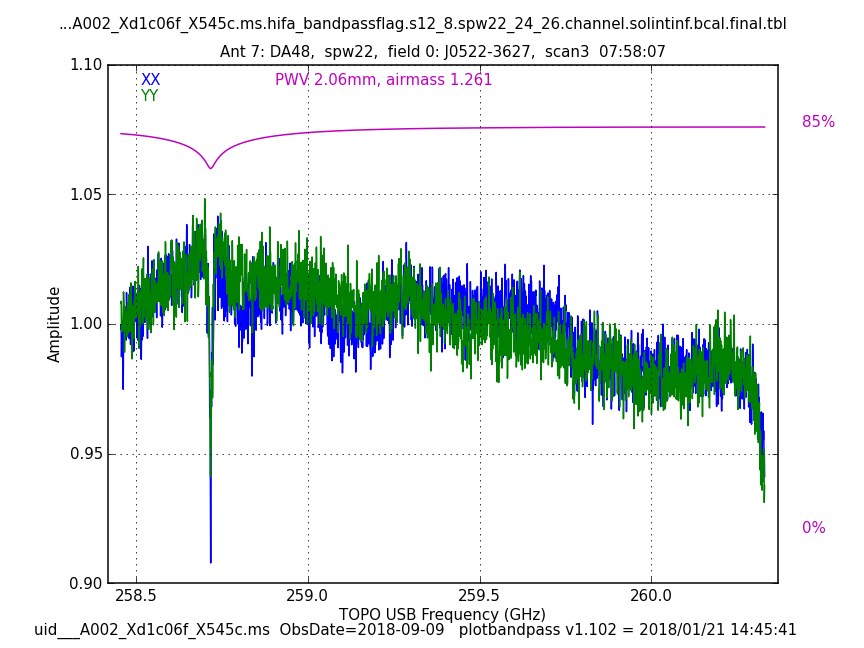 ...A002_Xd1c06f_X545c.ms.hifa_bandpassflag.s12_8.spw22_24_26.channel.solintinf.bcal.final.tbl
Ant 7: DA48,  spw22,  field 0: J0522-3627,  scan3  07:58:07
1.10
XX
PWV 2.06mm, airmass 1.261
YY
85%
1.05
1.00
Amplitude
0.95
0%
0.90
258.5 259.0 259.5 260.0
TOPO USB Frequency (GHz)
uid___A002_Xd1c06f_X545c.ms  ObsDate=2018-09-09   plotbandpass v1.102 = 2018/01/21 14:45:41